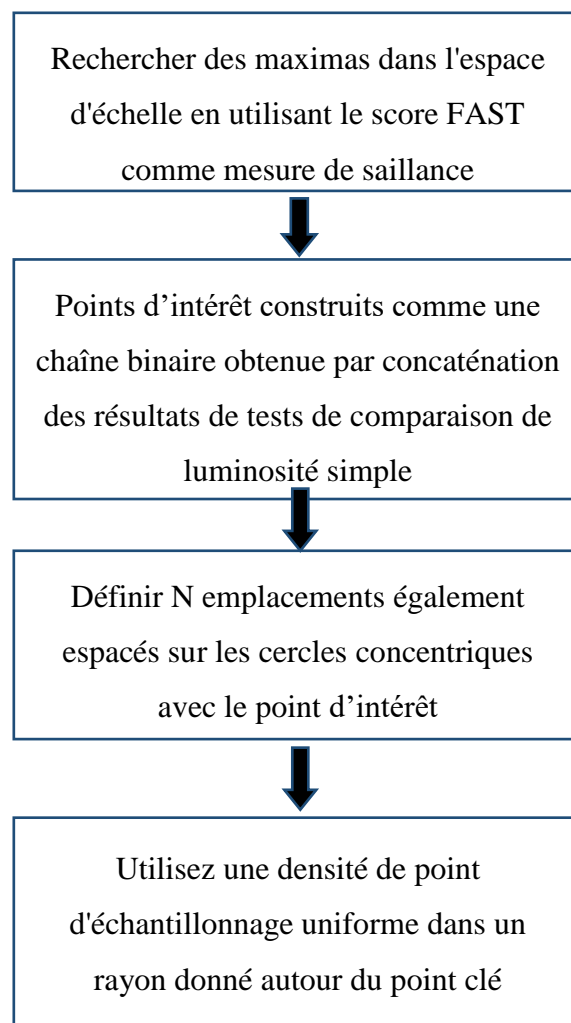 Rechercher des maximas dans l'espace
d'échelle en utilisant le score FAST
comme mesure de saillance
Points d’intérêt construits comme une
chaîne binaire obtenue par concaténation
des résultats de tests de comparaison de
luminosité simple
Définir N emplacements également
espacés sur les cercles concentriques
avec le point d’intérêt
Utilisez une densité de point
d'échantillonnage uniforme dans un
rayon donné autour du point clé